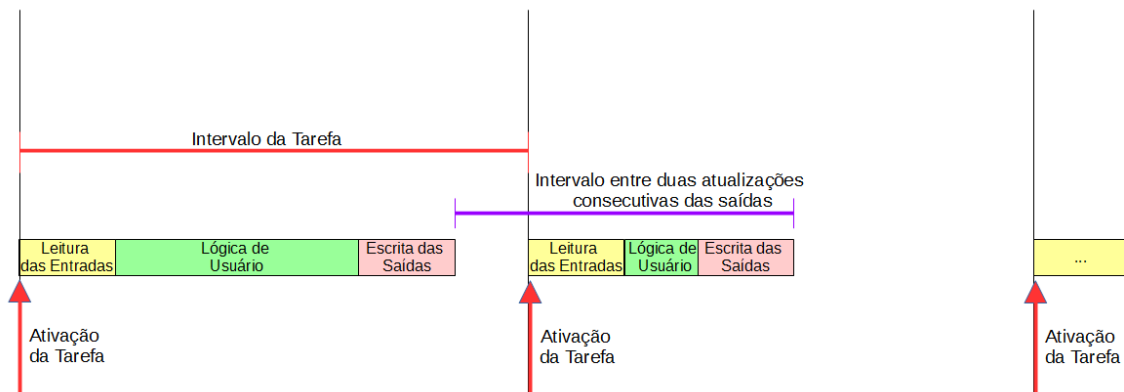 Intervalo da Tarefa
Intervalo entre duas atualizações
consecutivas das saídas
Leitura
das Entradas
Lógica de
Usuário
Escrita das
Saídas
Leitura
das Entradas
Lógica de
Usuário
Escrita das
Saídas
...
Ativação
da Tarefa
Ativação
da Tarefa
Ativação
da Tarefa